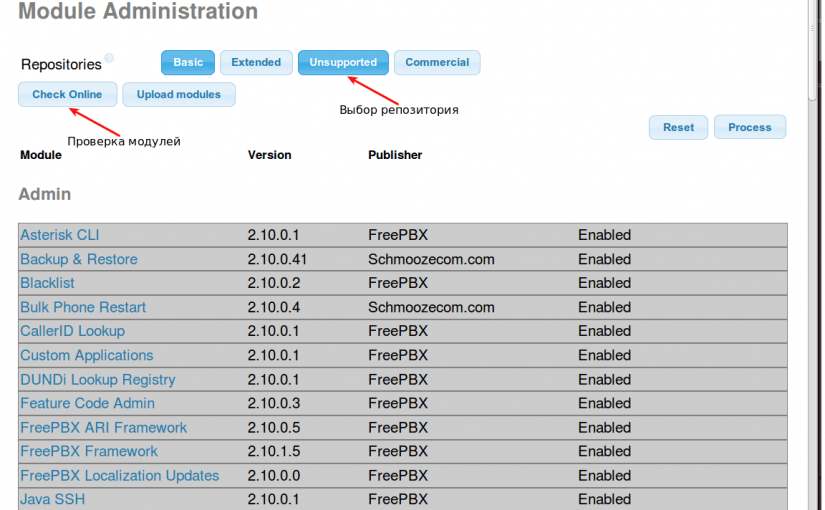 Module Administration
Repositories Basic Extended Unsupported Commercial
Check Online Upload modules
Выбор репозитория
Reset Process
Проверка модулей
Module Version Publisher
Admin
Asterisk CLI 2.10.0.1 FreePBX Enabled
Backup & Restore 2.10.0.41 Schmoozecom.com Enabled
Blacklist 2.10.0.2 FreePBX Enabled
Bulk Phone Restart 2.10.0.4 Schmoozecom.com Enabled
CallerID Lookup 2.10.0.1 FreePBX Enabled
Custom Applications 2.10.0.1 FreePBX Enabled
DUNDi Lookup Registry 2.10.0.1 FreePBX Enabled
Feature Code Admin 2.10.0.3 FreePBX Enabled
FreePBX ARI Framework 2.10.0.5 FreePBX Enabled
FreePBX Framework 2.10.1.5 FreePBX Enabled
FreePBX Localization Updates 2.10.0.0 FreePBX Enabled
Java SSH 2.10.0.1 FreePBX Enabled